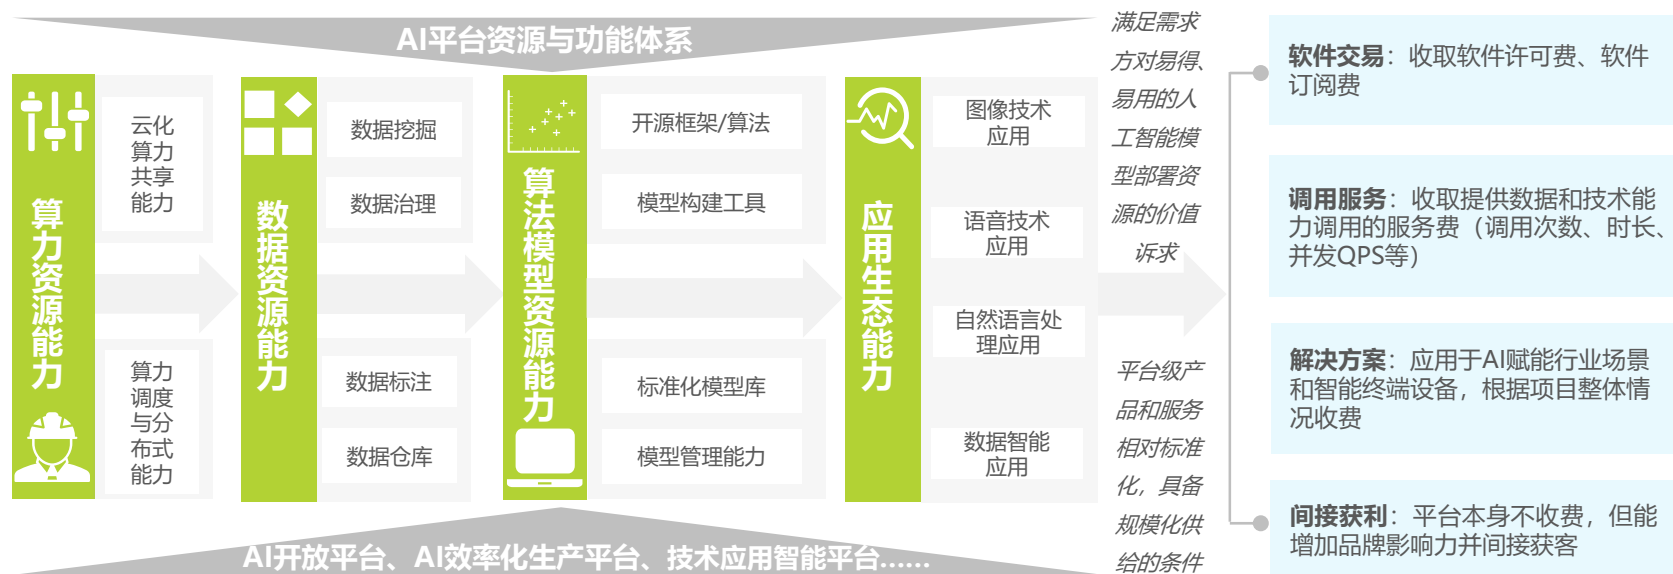 AI平台资源与功能体系
算力资源能力
云化
算力
共享
能力
算力
调度
与分
布式
能力
数据资源能力
数据挖掘
数据治理
数据标注
数据仓库
算法模型资源能力
开源框架/算法
模型构建工具
标准化模型库
模型管理能力
应用生态能力
图像技术
应用
语音技术
应用
自然语言处
理应用
数据智能
应用
AI开放平台、AI效率化生产平台、技术应用智能平台……
满足需求
方对易得、
易用的人
工智能模
型部署资
源的价值
诉求
平台级产
品和服务
相对标准
化，具备
规模化供
给的条件
软件交易：收取软件许可费、软件
订阅费
调用服务：收取提供数据和技术能
力调用的服务费（调用次数、时长、
并发QPS等）
解决方案：应用于AI赋能行业场景
和智能终端设备，根据项目整体情
况收费
间接获利：平台本身不收费，但能
增加品牌影响力并间接获客